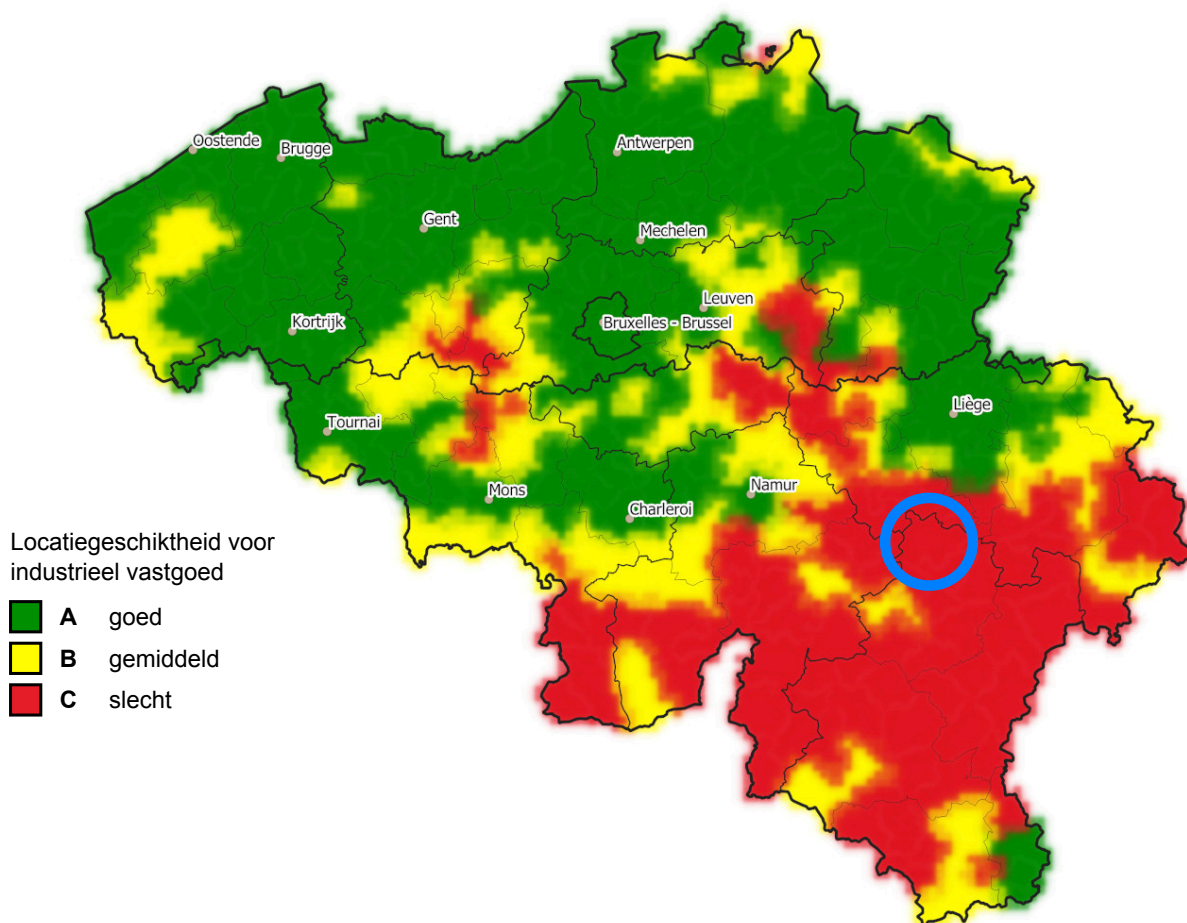 Oostende
Brugge
Antwerpen
Gent
Mechelen
Leuven
Kortrijk
Bruxelles - Brussel
Liège
Tournai
Mons
Namur
Charleroi
Locatiegeschiktheid voor
industrieel vastgoed
A goed
B gemiddeld
C slecht